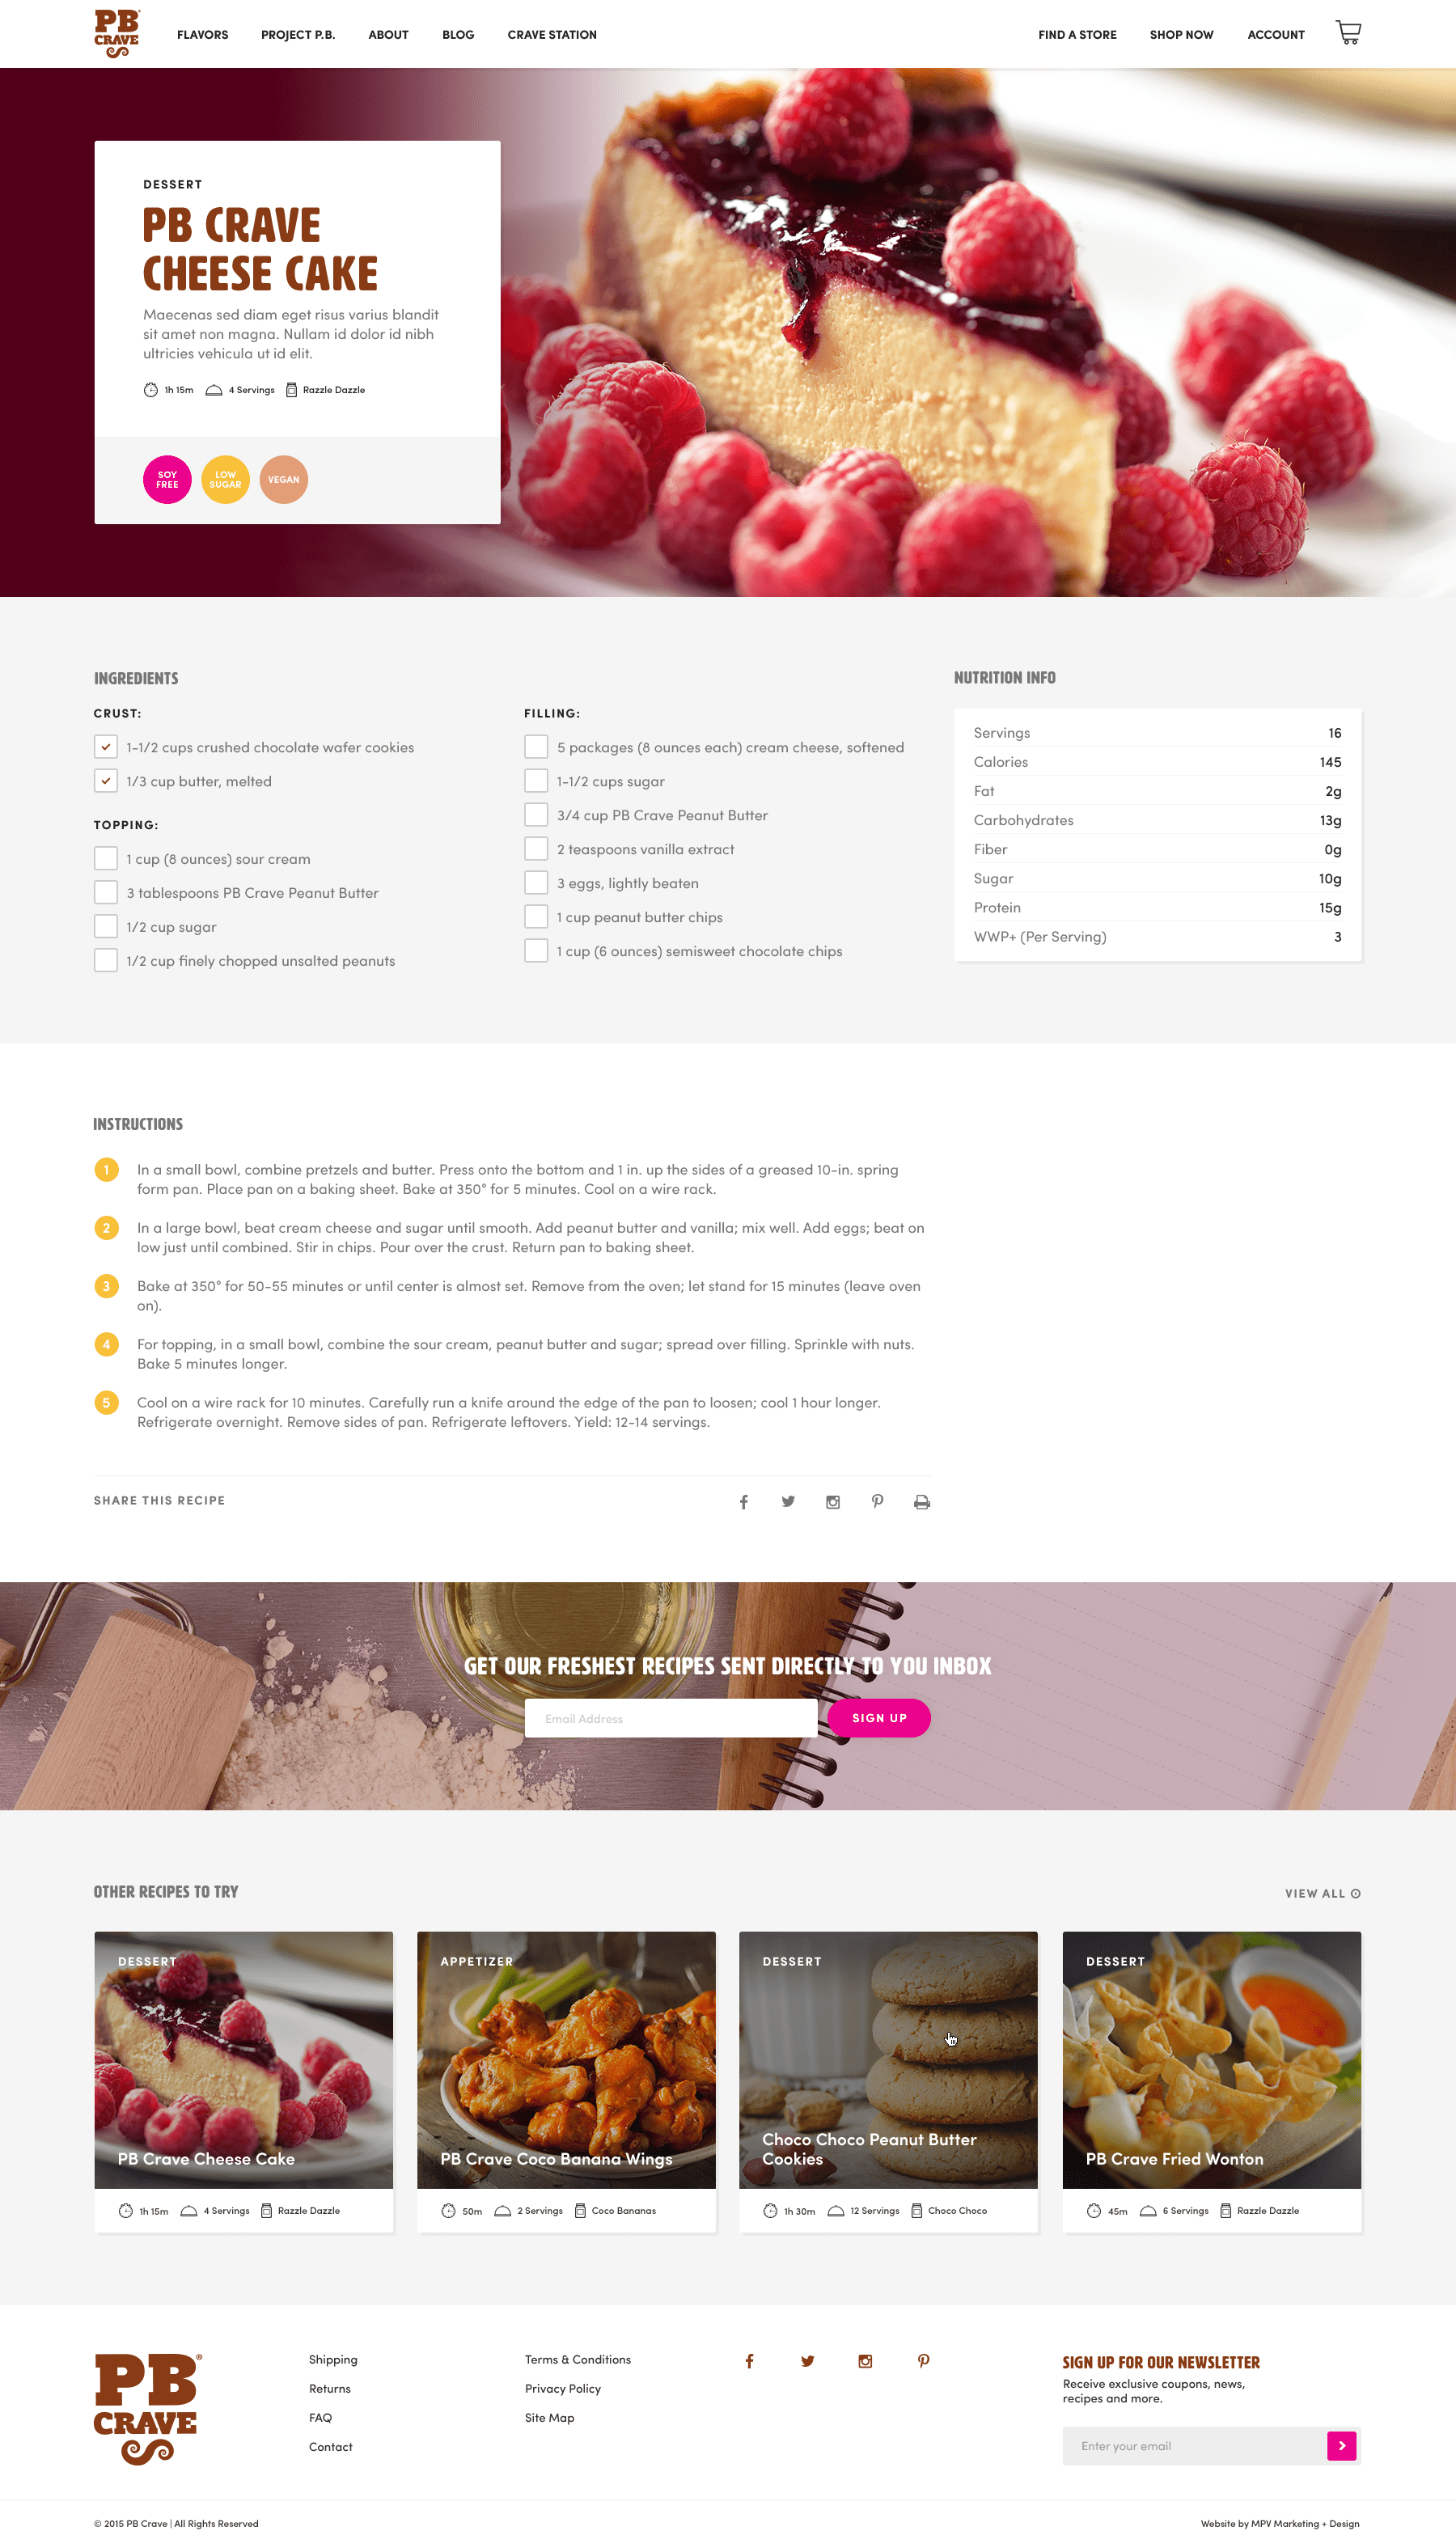 PB
CRAVE
FLAVORS
PROJECT P.B.
ABOUT
BLOG
CRAVE STATION
FIND A STORE
SHOP NOW
ACCOUNT
DESSERT
PB CRAVE
CHEESE CAKE
Maecenas sed diam eget risus varius blandit
sit amet non magna. Nullam id dolor id nibh
ultricies vehicula ut id elit.
1h 15m
4 Servings
Razzle Dazzle
SOY
FREE
LOW
SUGAR
VEGAN
INGREDIENTS
CRUST:
1-1/2 cups crushed chocolate wafer cookies
1/3 cup butter, melted
TOPPING:
1 cup (8 ounces) sour cream
3 tablespoons PB Crave Peanut Butter
1/2 cup sugar
1/2 cup finely chopped unsalted peanuts
FILLING:
5 packages (8 ounces each) cream cheese, softened
1-1/2 cups sugar
3/4 cup PB Crave Peanut Butter
2 teaspoons vanilla extract
3 eggs, lightly beaten
1 cup peanut butter chips
1 cup (6 ounces) semisweet chocolate chips
NUTRITION INFO
Servings 16
Calories 145
Fat 2g
Carbohydrates 13g
Fiber 0g
Sugar 10g
Protein 15g
WWP+ (Per Serving) 3
INSTRUCTIONS
1 In a small bowl, combine pretzels and butter. Press onto the bottom and 1 in. up the sides of a greased 10-in. spring
form pan. Place pan on a baking sheet. Bake at 350° for 5 minutes. Cool on a wire rack.
2 In a large bowl, beat cream cheese and sugar until smooth. Add peanut butter and vanilla; mix well. Add eggs; beat on
low just until combined. Stir in chips. Pour over the crust. Return pan to baking sheet.
3 Bake at 350° for 50-55 minutes or until center is almost set. Remove from the oven; let stand for 15 minutes (leave oven
on).
4 For topping, in a small bowl, combine the sour cream, peanut butter and sugar; spread over filling. Sprinkle with nuts.
Bake 5 minutes longer.
5 Cool on a wire rack for 10 minutes. Carefully run a knife around the edge of the pan to loosen; cool 1 hour longer.
Refrigerate overnight. Remove sides of pan. Refrigerate leftovers. Yield: 12-14 servings.
SHARE THIS RECIPE
GET OUR FRESHEST RECIPES SENT DIRECTLY TO YOU INBOX
Email Address
SIGN UP
OTHER RECIPES TO TRY
VIEW ALL
DESSERT
PB Crave Cheese Cake
1h 15m
4 Servings
Razzle Dazzle
APPETIZER
PB Crave Coco Banana Wings
50m
2 Servings
Coco Bananas
DESSERT
Choco Choco Peanut Butter
Cookies
1h 30m
12 Servings
Choco Choco
DESSERT
PB Crave Fried Wonton
45m
6 Servings
Razzle Dazzle
PB®
CRAVE
Shipping
Returns
FAQ
Contact
Terms & Conditions
Privacy Policy
Site Map
SIGN UP FOR OUR NEWSLETTER
Receive exclusive coupons, news,
recipes and more.
Enter your email
© 2015 PB Crave | All Rights Reserved
Website by MPV Marketing + Design